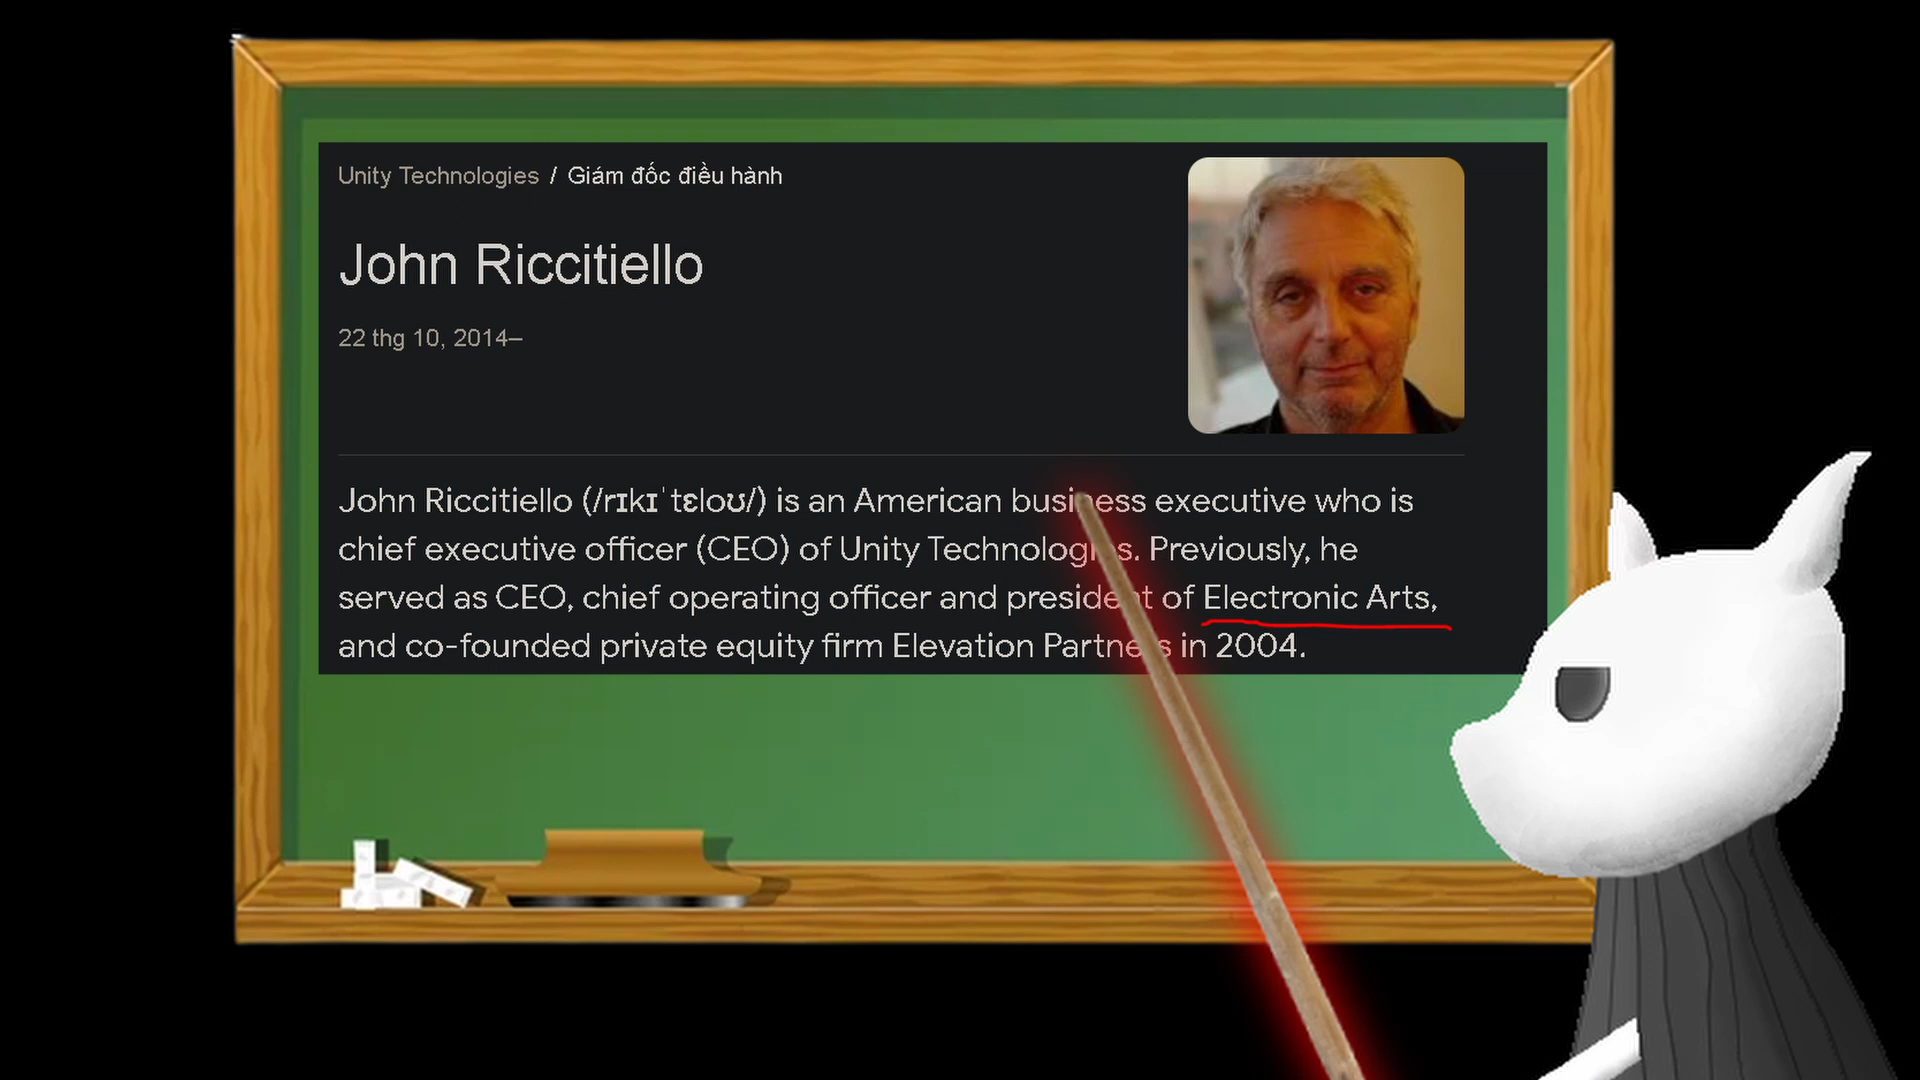 Unity Technologies / Giám đốc điều hành
John Riccitiello
22 thg 10, 2014–
John Riccitiello (/rɪkɪˈtɛloʊ/) is an American business executive who is
chief executive officer (CEO) of Unity Technologies. Previously, he
served as CEO, chief operating officer and president of Electronic Arts,
and co-founded private equity firm Elevation Partners in 2004.